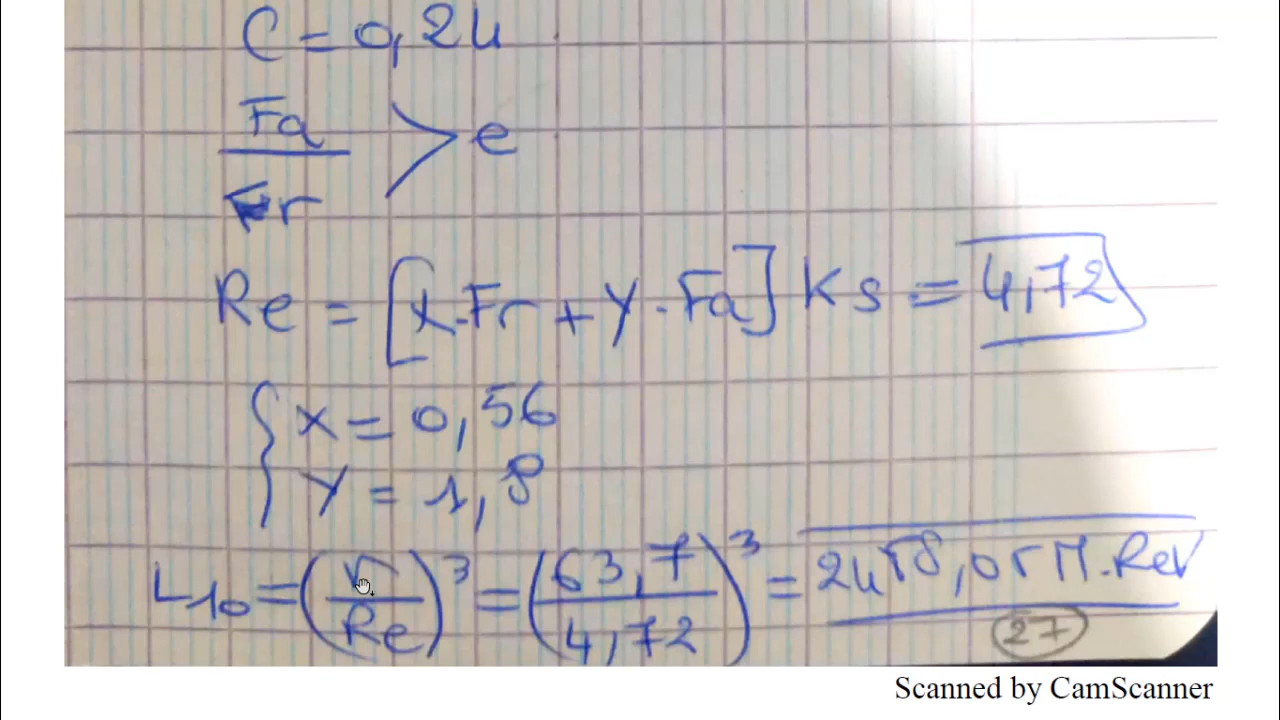 C = 0,24
Fa / Fr > e
Re = [X.Fr + Y.Fa] Ks = 4,72
{ X = 0,56
Y = 1,8
L10 = (r / Re)³ = (63,7 / 4,72)³ = 2458,05 M.Rev
27
Scanned by CamScanner